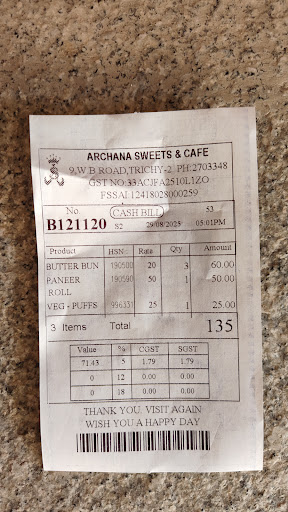 ARCHANA SWEETS & CAFE
9,W B ROAD,TRICHY-2. PH:2703348
GST NO:33ACJFA2510L1ZO
FSSAI 12418028000259
No. CASH BILL 53
B121120 S2 29/08/2025 05:01PM
Product HSN Rate Qty Amount
BUTTER BUN 190500 20 3 60.00
PANEER 190590 50 1 50.00
ROLL
VEG - PUFFS 996331 25 1 25.00
3 Items Total 135
Value % CGST SGST
71.43 5 1.79 1.79
0 12 0.00 0.00
0 18 0.00 0.00
THANK YOU. VISIT AGAIN
WISH YOU A HAPPY DAY